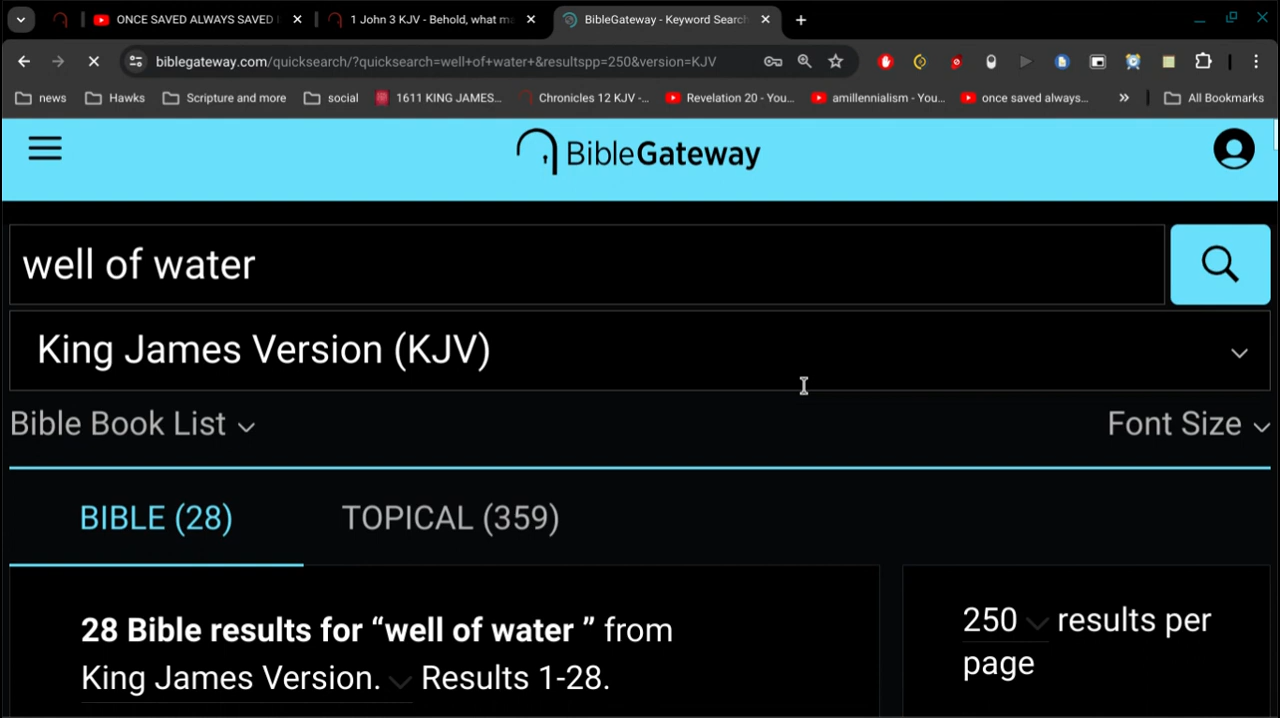 ONCE SAVED ALWAYS SAVED
1 John 3 KJV - Behold, what ma
BibleGateway - Keyword Search
biblegateway.com/quicksearch/?quicksearch=well+of+water+&resultspp=250&version=KJV
news
Hawks
Scripture and more
social
1611 KING JAMES...
Chronicles 12 KJV -...
Revelation 20 - You...
amillennialism - You...
once saved always...
All Bookmarks
BibleGateway
well of water
King James Version (KJV)
Bible Book List
Font Size
BIBLE (28)
TOPICAL (359)
28 Bible results for “well of water ” from
King James Version. Results 1-28.
250 results per
page